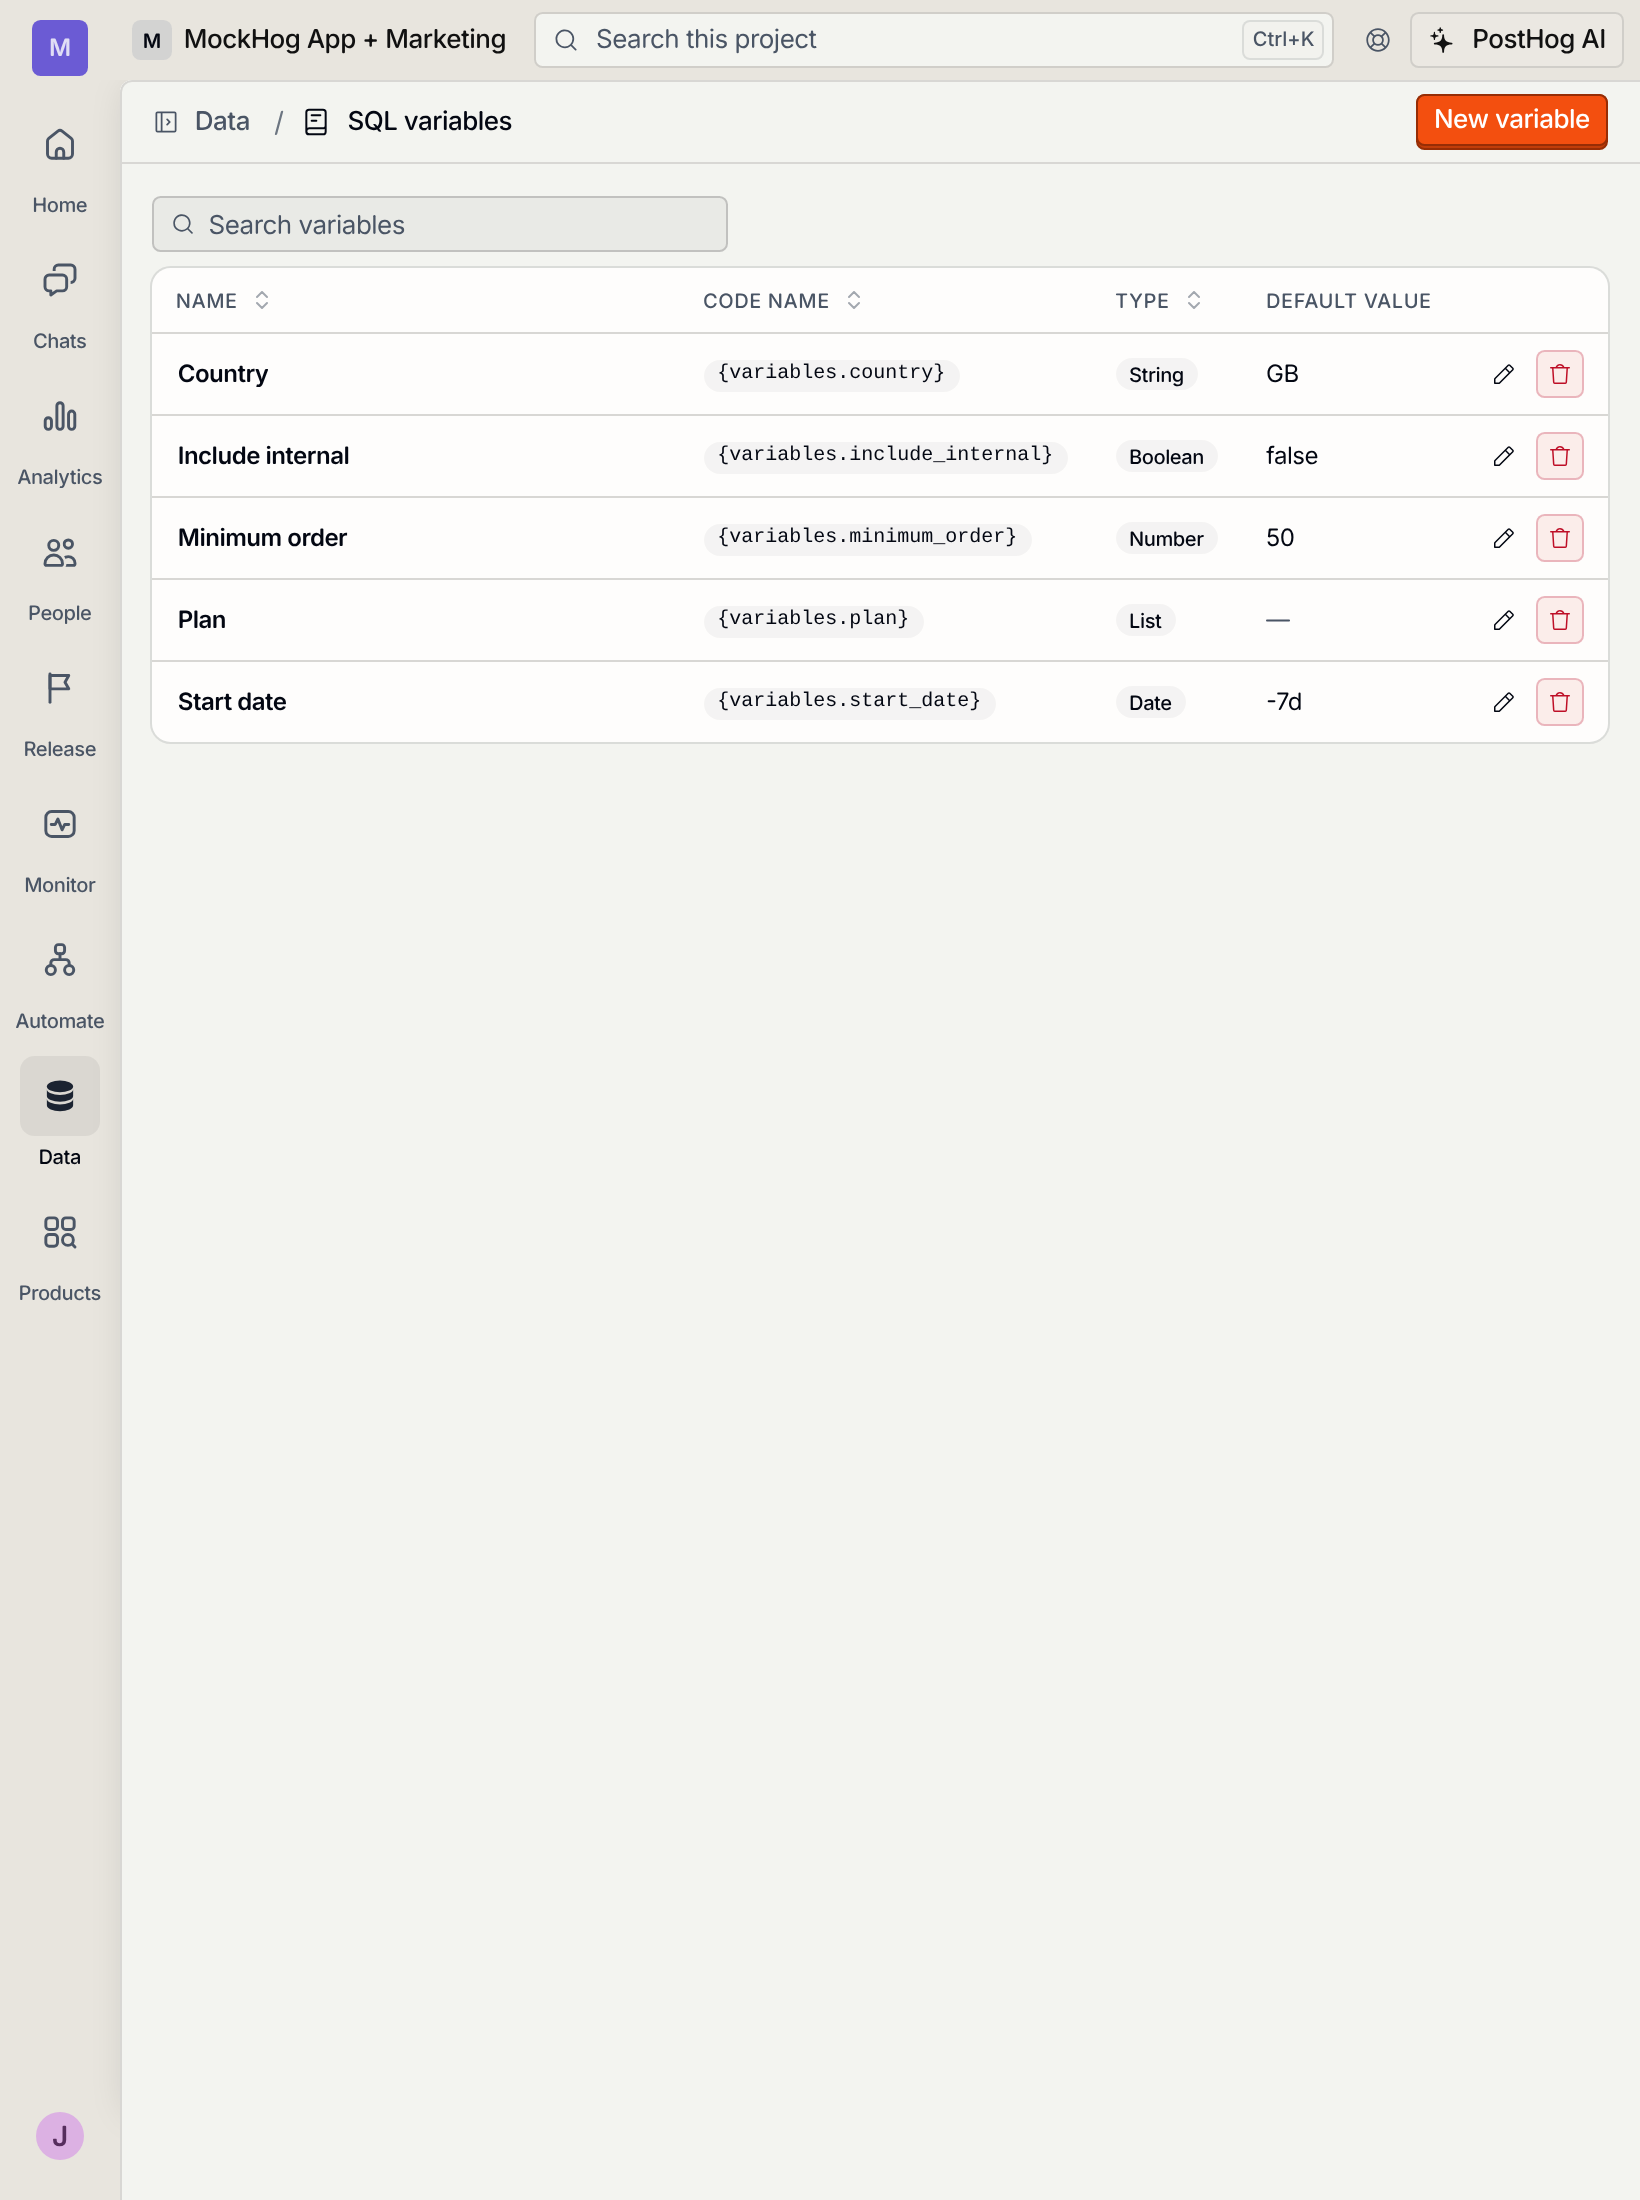 M
M MockHog App + Marketing
Search this project
Ctrl+K
PostHog AI
Home
Chats
Analytics
People
Release
Monitor
Automate
Data
Products
J
Data / SQL variables
New variable
Search variables
NAME CODE NAME TYPE DEFAULT VALUE
Country {variables.country} String GB
Include internal {variables.include_internal} Boolean false
Minimum order {variables.minimum_order} Number 50
Plan {variables.plan} List —
Start date {variables.start_date} Date -7d